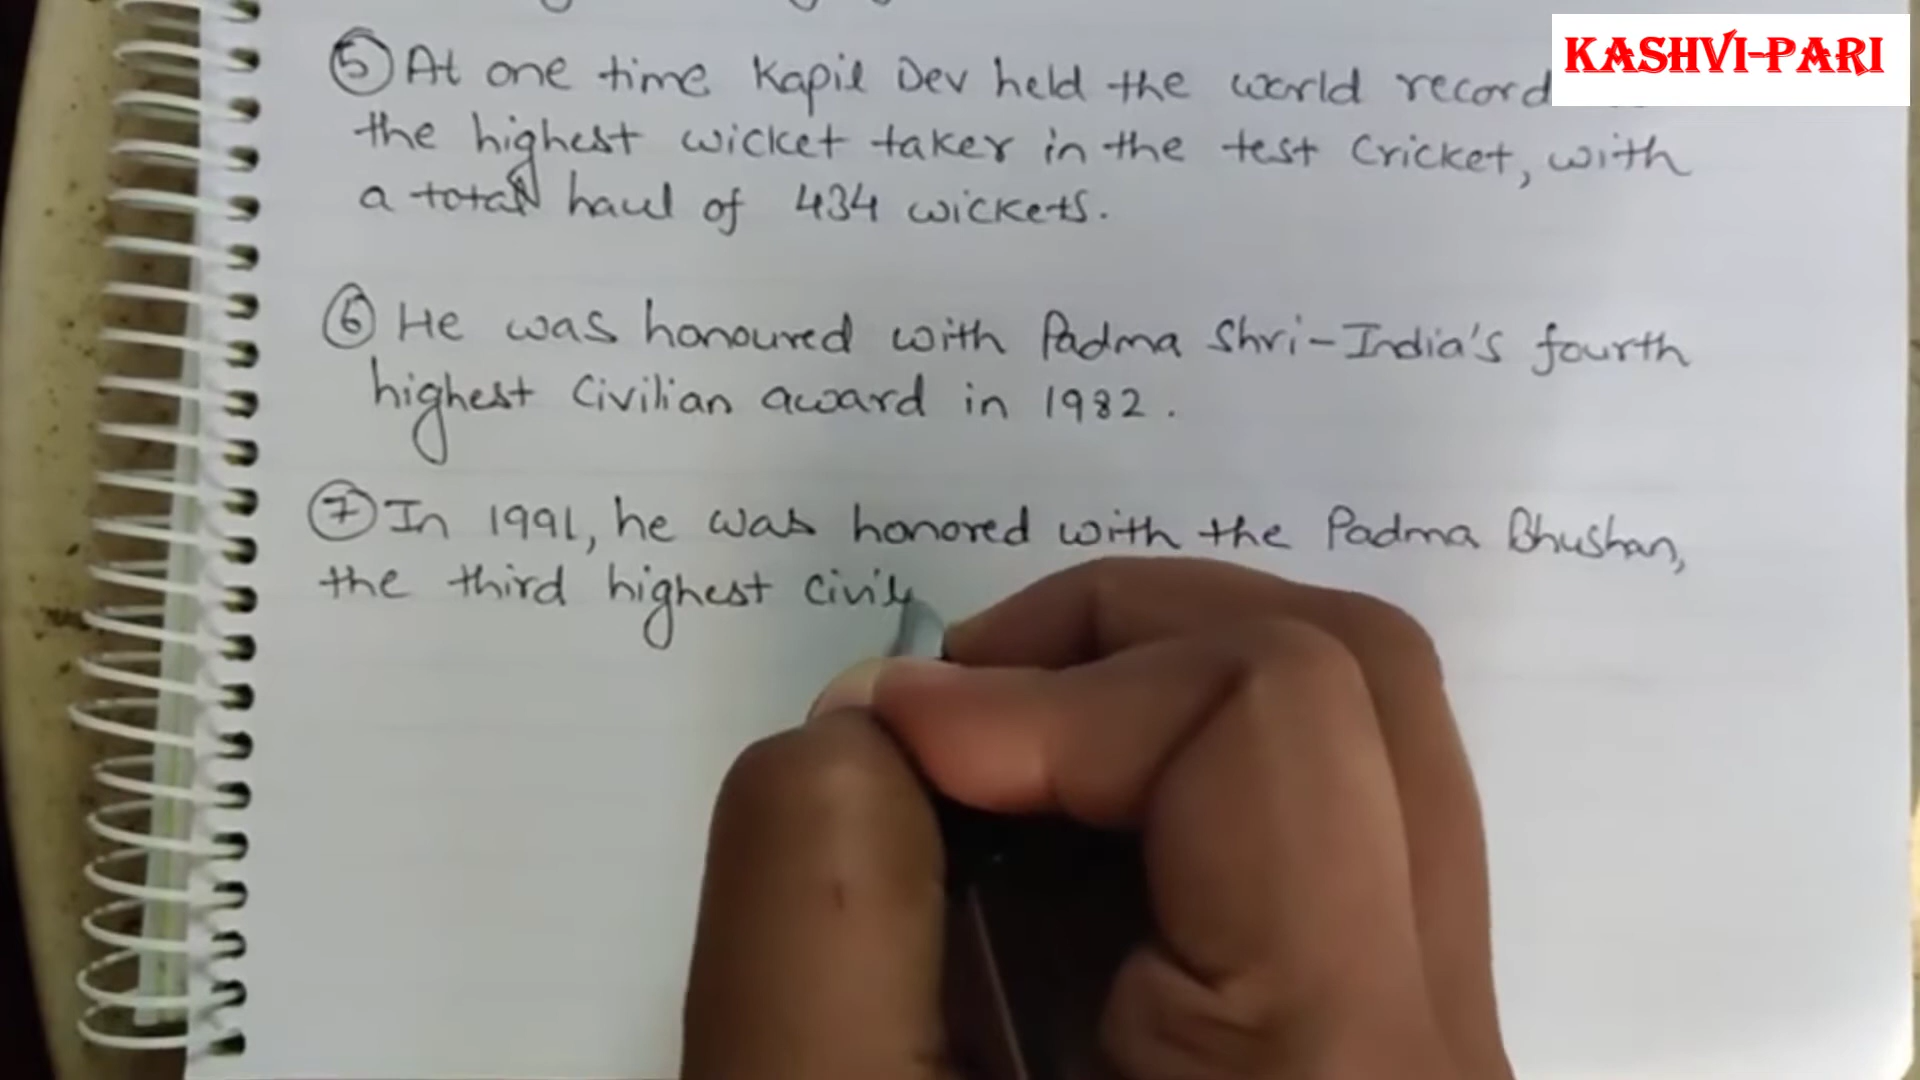 KASHVI-PARI
⑤ At one time Kapil Dev held the world record
the highest wicket taker in the test cricket, with
a total haul of 434 wickets.
⑥ He was honoured with Padma Shri-India's fourth
highest Civilian award in 1982.
⑦ In 1991, he was honored with the Padma Bhushan,
the third highest Civil